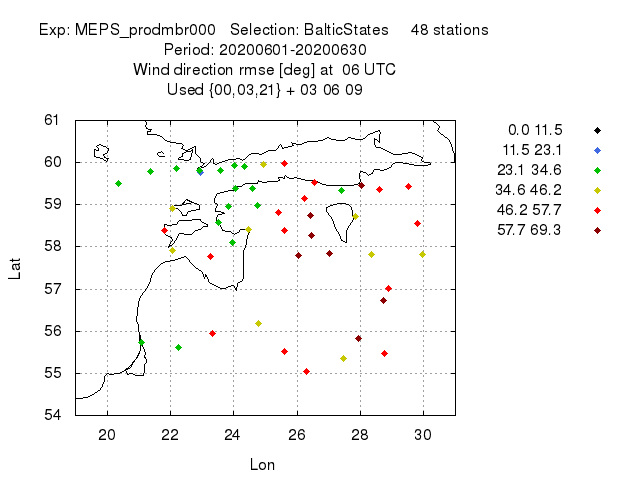 Exp: MEPS_prodmbr000 Selection: BalticStates 48 stations
Period: 20200601-20200630
Wind direction rmse [deg] at 06 UTC
Used {00,03,21} + 03 06 09
61
60
59
58
57
56
55
54
Lat
20 22 24 26 28 30
Lon
0.0 11.5
11.5 23.1
23.1 34.6
34.6 46.2
46.2 57.7
57.7 69.3